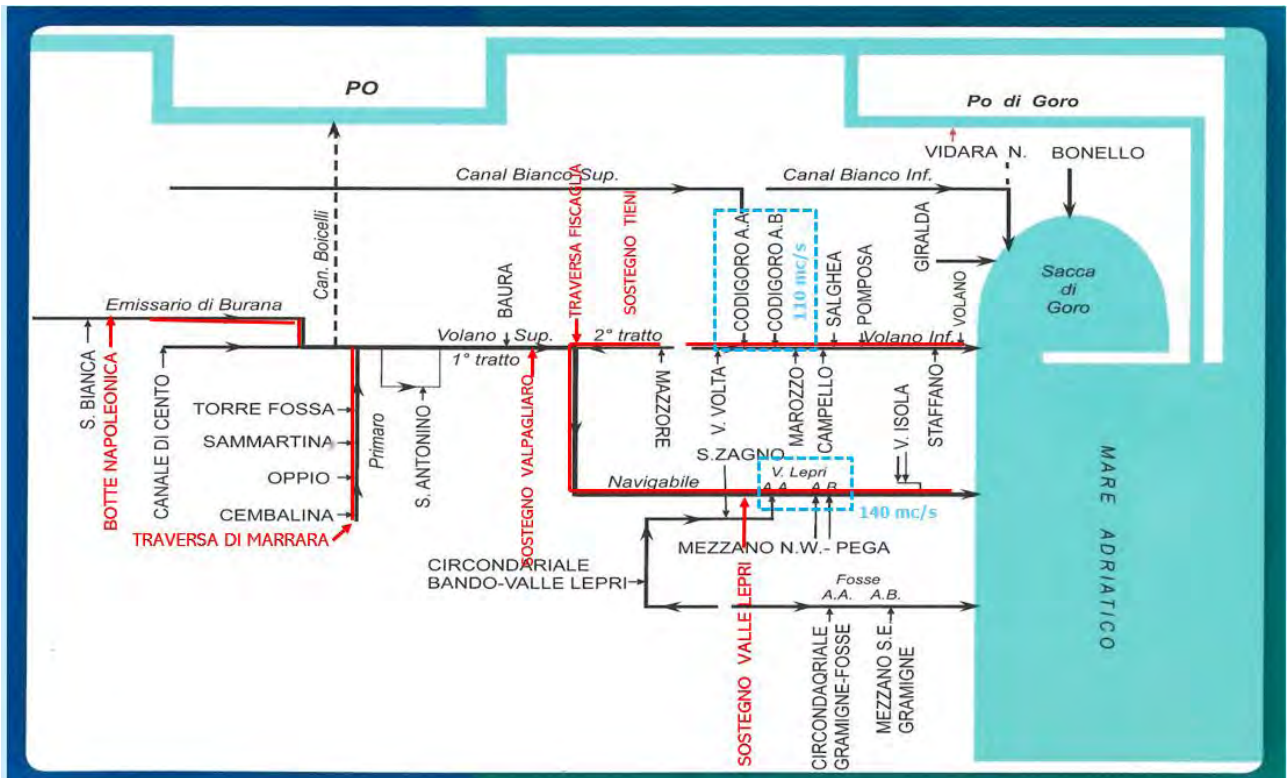 PO
Po di Goro
VIDARA N.
BONELLO
Canal Bianco Sup.
Canal Bianco Inf.
Can. Boicelli
TRAVERSA FISCAGLIA
SOSTEGNO TIENI
CODIGORO A.A
CODIGORO A.B
110 mc/s
SALGHEA
POMPOSA
GIRALDA
VOLANO
Sacca
di
Goro
Emissario di Burana
BAURA
Volano Sup.
1° tratto
2° tratto
Volano Inf.
S. BIANCA
BOTTE NAPOLEONICA
CANALE DI CENTO
TORRE FOSSA
SAMMARTINA
OPPIO
CEMBALINA
Primaro
S. ANTONINO
TRAVERSA DI MARRARA
SOSTEGNO VALPAGLIARO
MAZZORE
V. VOLTA
MAROZZO
CAMPELLO
V. ISOLA
STAFFANO
S.ZAGNO
V. Lepri
A.A. A.B.
Navigabile
140 mc/s
MEZZANO N.W.- PEGA
CIRCONDARIALE
BANDO-VALLE LEPRI
SOSTEGNO VALLE LEPRI
Fosse
A.A. A.B.
CIRCONDAQRIALE
GRAMIGNE-FOSSE
MEZZANO S.E.
GRAMIGNE
MARE ADRIATICO